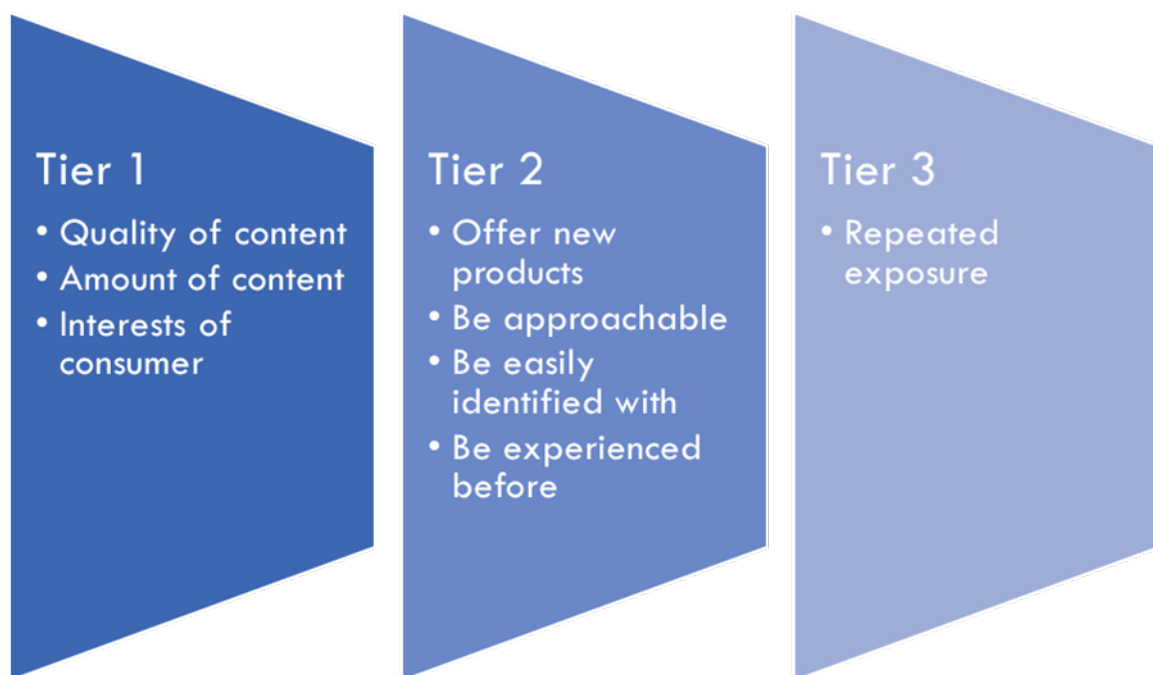 Tier 1
• Quality of content
• Amount of content
• Interests of
consumer
Tier 2
• Offer new
products
• Be approachable
• Be easily
identified with
• Be experienced
before
Tier 3
• Repeated
exposure